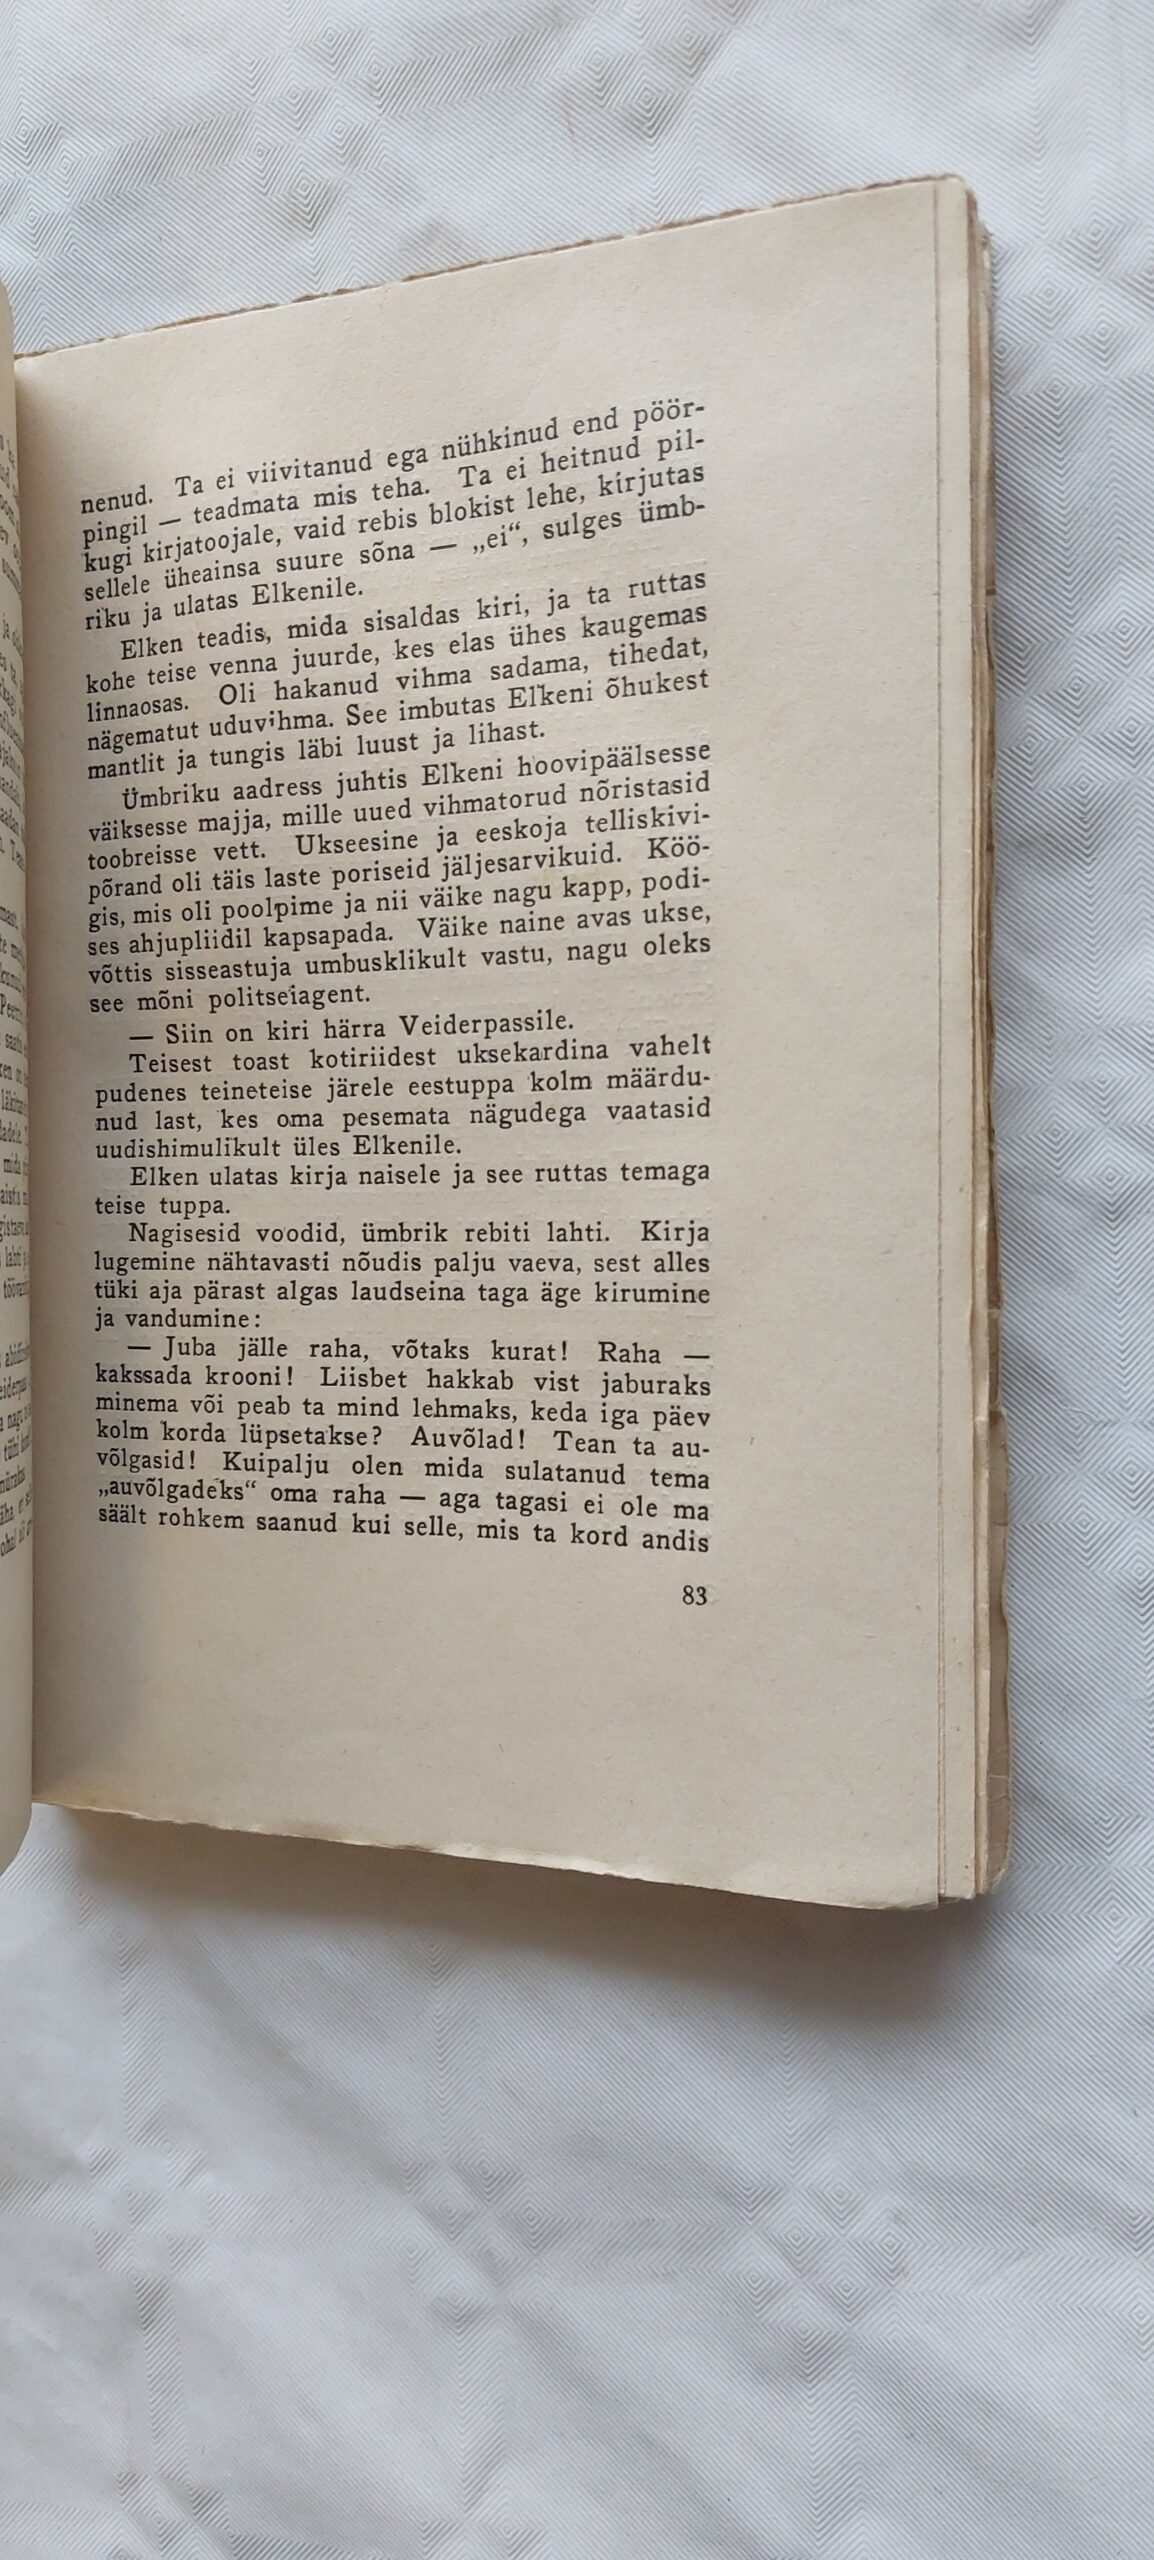 nenud. Ta ei viivitanud ega nühkinud end pöör-
pingil — teadmata mis teha. Ta ei heitnud pil-
kugi kirjatoojale, vaid rebis blokist lehe, kirjutas
sellele üheainsa suure sõna — „ei“, sulges ümb-
riku ja ulatas Elkenile.
Elken teadis, mida sisaldas kiri, ja ta ruttas
kohe teise venna juurde, kes elas ühes kaugemas
linnaosas. Oli hakanud vihma sadama, tihedat,
nägematut uduvihma. See imbutas Elkeni õhukest
mantlit ja tungis läbi luust ja lihast.
Ümbriku aadress juhtis Elkeni hoovipäälsesse
väiksesse majja, mille uued vihmatorud nõristasid
toobreisse vett. Ukseesine ja eeskoja telliskivi-
põrand oli täis laste poriseid jäljesarvikuid. Köö-
gis, mis oli poolpime ja nii väike nagu kapp, podi-
ses ahjupliidil kapsapada. Väike naine avas ukse,
võttis sisseastuja umbusklikult vastu, nagu oleks
see mõni politseiagent.
— Siin on kiri härra Veiderpassile.
Teisest toast kotiriidest uksekardina vahelt
pudenes teineteise järele eestuppa kolm määrdu-
nud last, kes oma pesemata nägudega vaatasid
uudishimulikult üles Elkenile.
Elken ulatas kirja naisele ja see ruttas temaga
teise tuppa.
Nagisesid voodid, ümbrik rebiti lahti. Kirja
lugemine nähtavasti nõudis palju vaeva, sest alles
tüki aja pärast algas laudseina taga äge kirumine
ja vandumine:
— Juba jälle raha, võtaks kurat! Raha —
kakssada krooni! Liisbet hakkab vist jaburaks
minema või peab ta mind lehmaks, keda iga päev
kolm korda lüpsetakse? Auvõlad! Tean ta au-
võlgasid! Kuipalju olen mida sulatanud tema
„auvõlgadeks“ oma raha — aga tagasi ei ole ma
säält rohkem saanud kui selle, mis ta kord andis
83